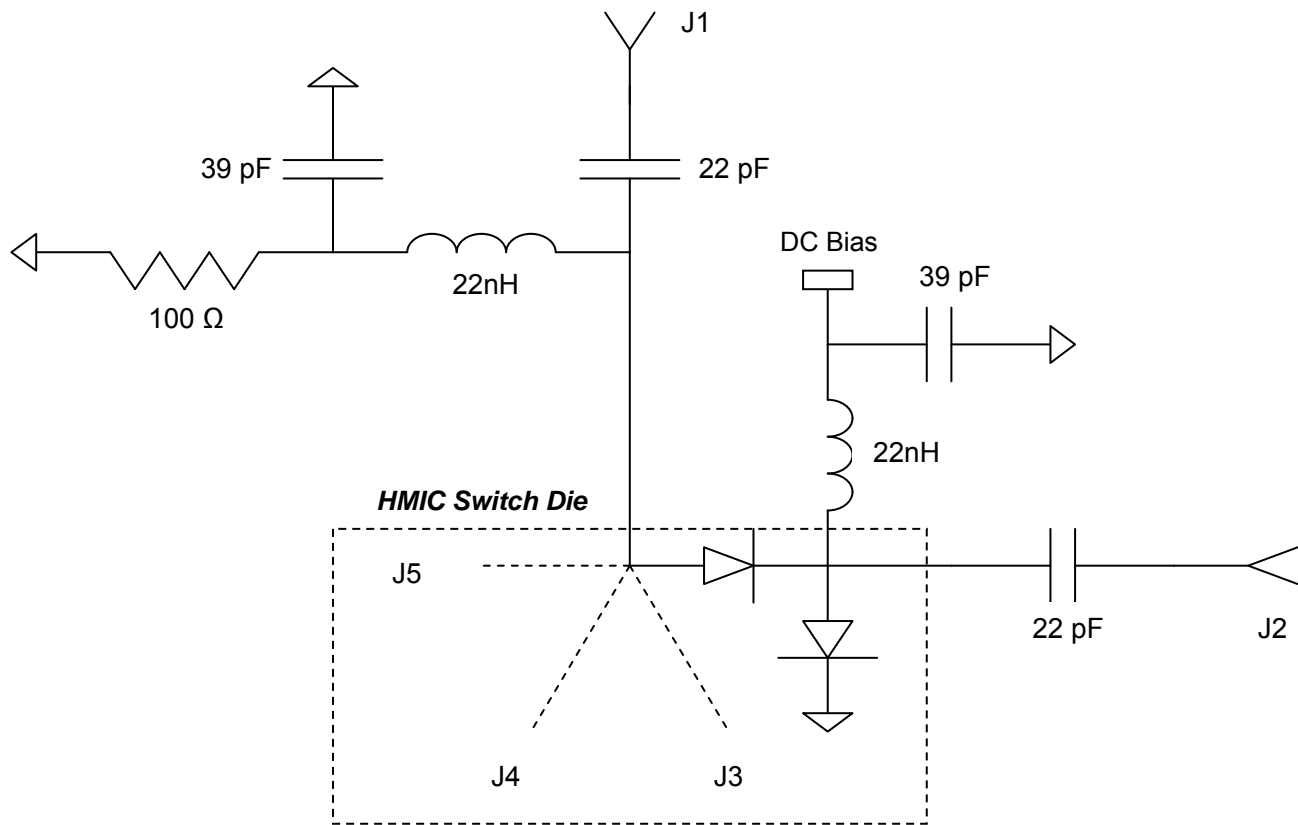 J1
39 pF
22 pF
22nH
100 Ω
DC Bias
39 pF
22nH
HMIC Switch Die
J5
22 pF
J2
J4
J3